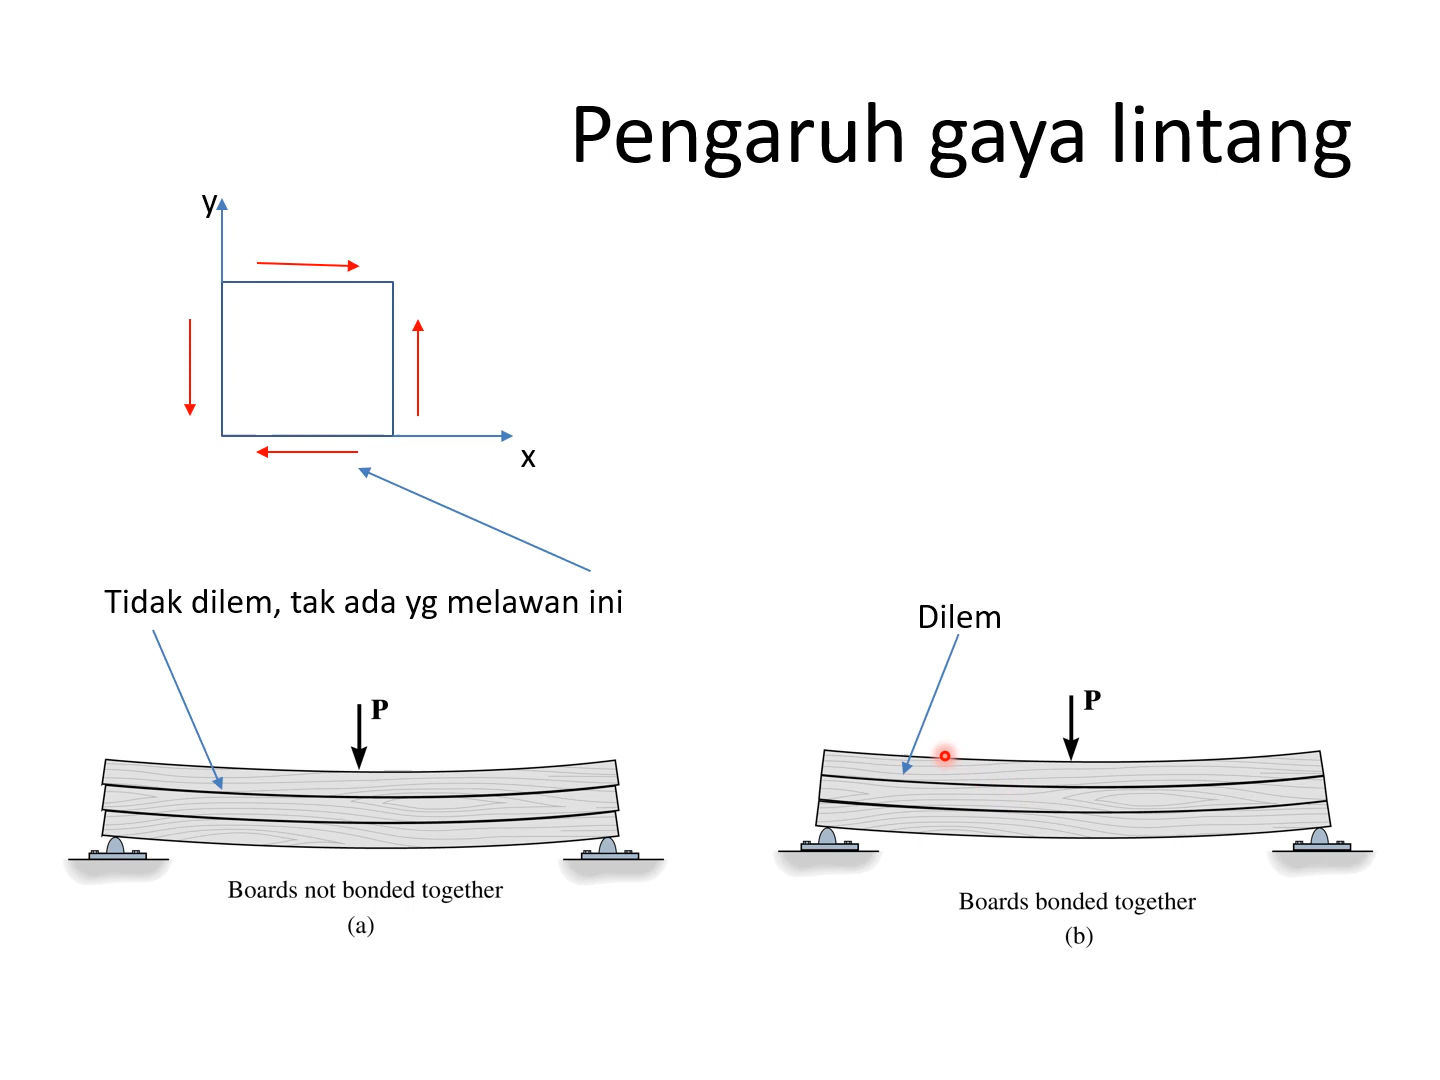 Pengaruh gaya lintang
y
x
Tidak dilem, tak ada yg melawan ini
Dilem
P
P
Boards not bonded together
(a)
Boards bonded together
(b)